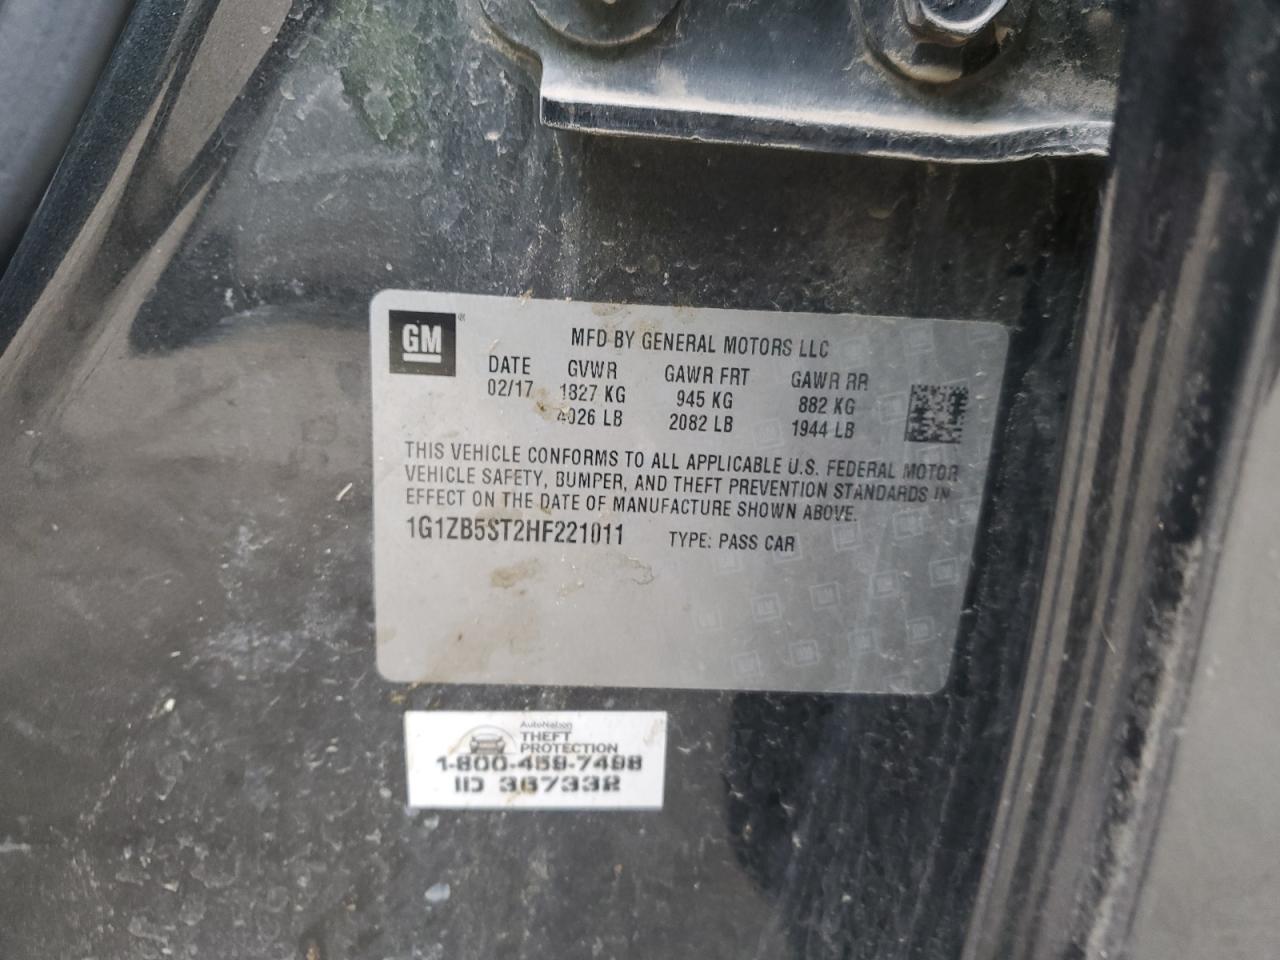 GM
MFD BY GENERAL MOTORS LLC
DATE GVWR GAWR FRT GAWR RR
02/17 1827 KG 945 KG 882 KG
4026 LB 2082 LB 1944 LB
THIS VEHICLE CONFORMS TO ALL APPLICABLE U.S. FEDERAL MOTOR
VEHICLE SAFETY, BUMPER, AND THEFT PREVENTION STANDARDS IN
EFFECT ON THE DATE OF MANUFACTURE SHOWN ABOVE.
1G1ZB5ST2HF221011 TYPE: PASS CAR
AutoNation
THEFT
PROTECTION
1-800-459-7498
ID 367332